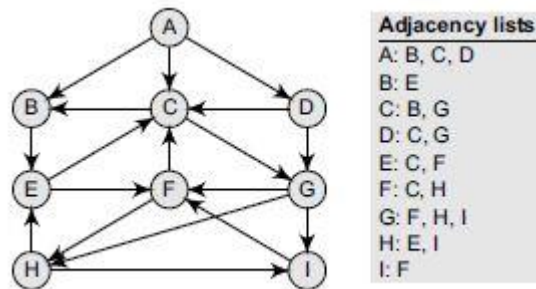 A
B C D
E F G
H I
Adjacency lists
A: B, C, D
B: E
C: B, G
D: C, G
E: C, F
F: C, H
G: F, H, I
H: E, I
I: F